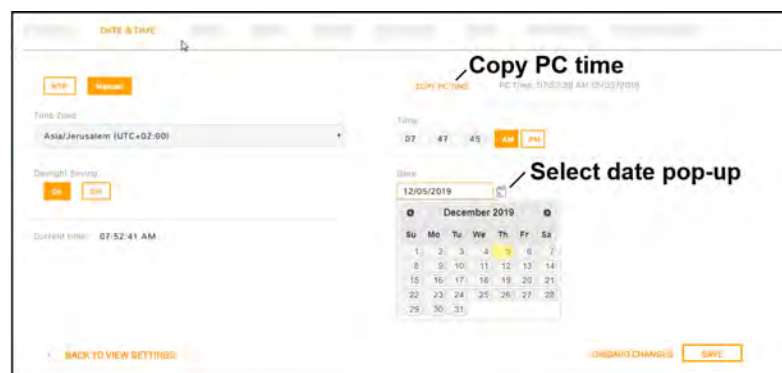 DATE & TIME
Copy PC time
NTP Manual
COPY PC TIME
Time Zone
Time
Asia/Jerusalem (UTC+02:00)
07 47 45 AM PM
Daylight Saving
Date
Select date pop-up
On Off
12/05/2019
December 2019
Su Mo Tu We Th Fr Sa
Current time: 07:52:41 AM
1 2 3 4 5 6 7
8 9 10 11 12 13 14
15 16 17 18 19 20 21
22 23 24 25 26 27 28
29 30 31
BACK TO VIEW SETTINGS
DISCARD CHANGES SAVE